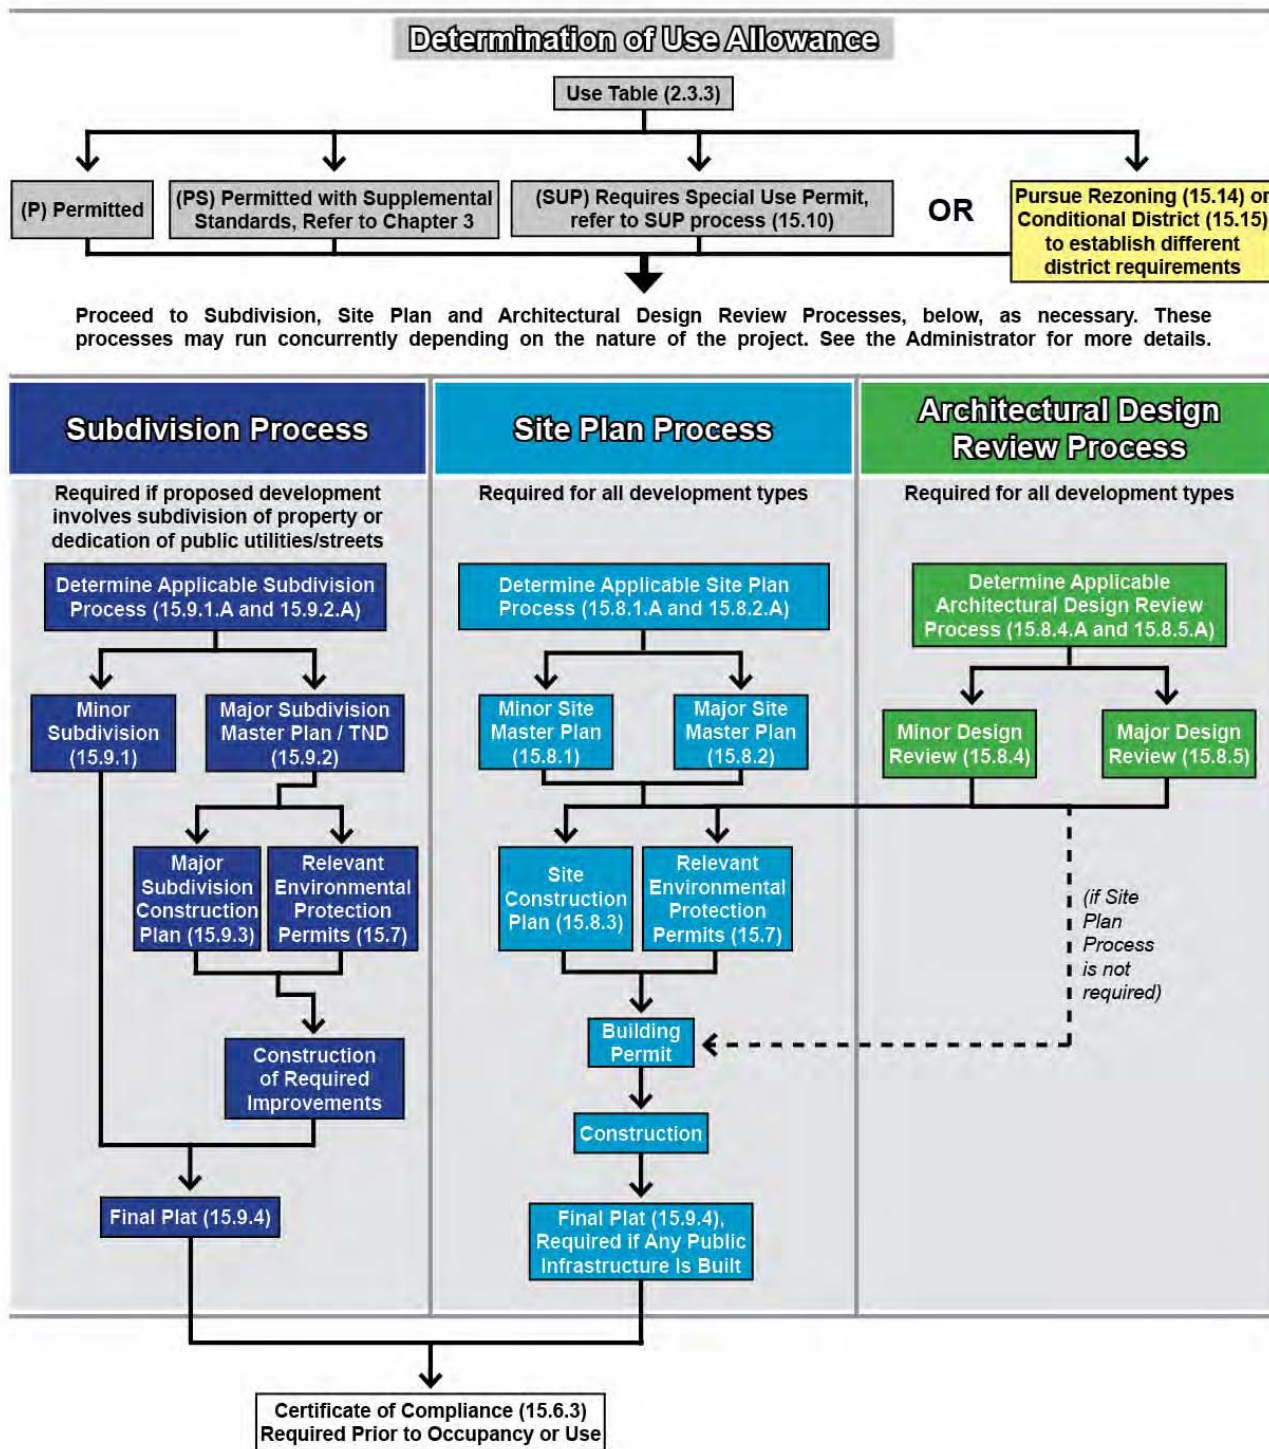 Determination of Use Allowance
Use Table (2.3.3)
(P) Permitted
(PS) Permitted with Supplemental
Standards, Refer to Chapter 3
(SUP) Requires Special Use Permit,
refer to SUP process (15.10)
OR
Pursue Rezoning (15.14) or
Conditional District (15.15)
to establish different
district requirements
Proceed to Subdivision, Site Plan and Architectural Design Review Processes, below, as necessary. These
processes may run concurrently depending on the nature of the project. See the Administrator for more details.
Subdivision Process
Required if proposed development
involves subdivision of property or
dedication of public utilities/streets
Determine Applicable Subdivision
Process (15.9.1.A and 15.9.2.A)
Minor
Subdivision
(15.9.1)
Major Subdivision
Master Plan / TND
(15.9.2)
Major
Subdivision
Construction
Plan (15.9.3)
Relevant
Environmental
Protection
Permits (15.7)
Construction
of Required
Improvements
Final Plat (15.9.4)
Site Plan Process
Required for all development types
Determine Applicable Site Plan
Process (15.8.1.A and 15.8.2.A)
Minor Site
Master Plan
(15.8.1)
Major Site
Master Plan
(15.8.2)
Site
Construction
Plan (15.8.3)
Relevant
Environmental
Protection
Permits (15.7)
Building
Permit
Construction
Final Plat (15.9.4),
Required if Any Public
Infrastructure Is Built
Architectural Design
Review Process
Required for all development types
Determine Applicable
Architectural Design Review
Process (15.8.4.A and 15.8.5.A)
Minor Design
Review (15.8.4)
Major Design
Review (15.8.5)
(if Site
Plan
Process
is not
required)
Certificate of Compliance (15.6.3)
Required Prior to Occupancy or Use